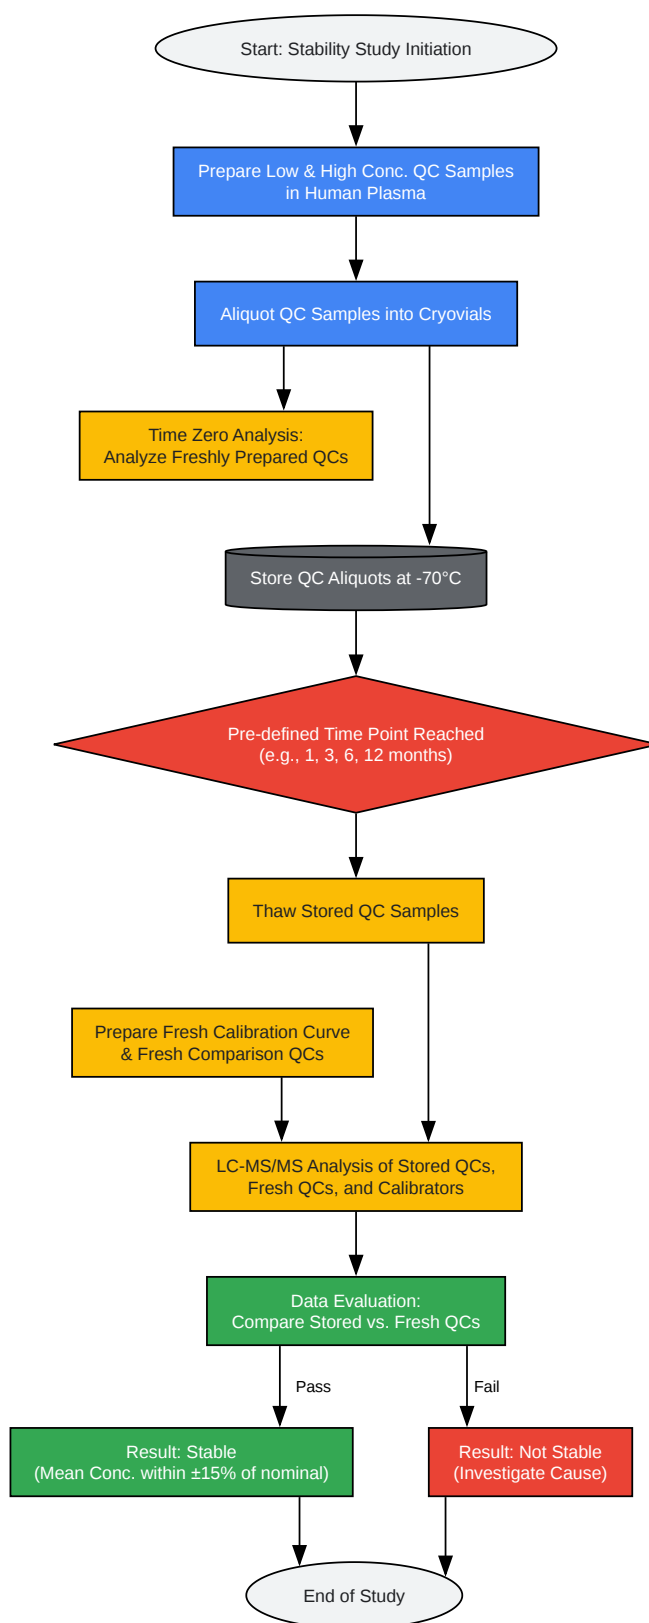 Start: Stability Study Initiation
Prepare Low & High Conc. QC Samples
in Human Plasma
Aliquot QC Samples into Cryovials
Time Zero Analysis:
Analyze Freshly Prepared QCs
Store QC Aliquots at -70°C
Pre-defined Time Point Reached
(e.g., 1, 3, 6, 12 months)
Thaw Stored QC Samples
Prepare Fresh Calibration Curve
& Fresh Comparison QCs
LC-MS/MS Analysis of Stored QCs,
Fresh QCs, and Calibrators
Data Evaluation:
Compare Stored vs. Fresh QCs
Pass
Fail
Result: Stable
(Mean Conc. within ±15% of nominal)
Result: Not Stable
(Investigate Cause)
End of Study